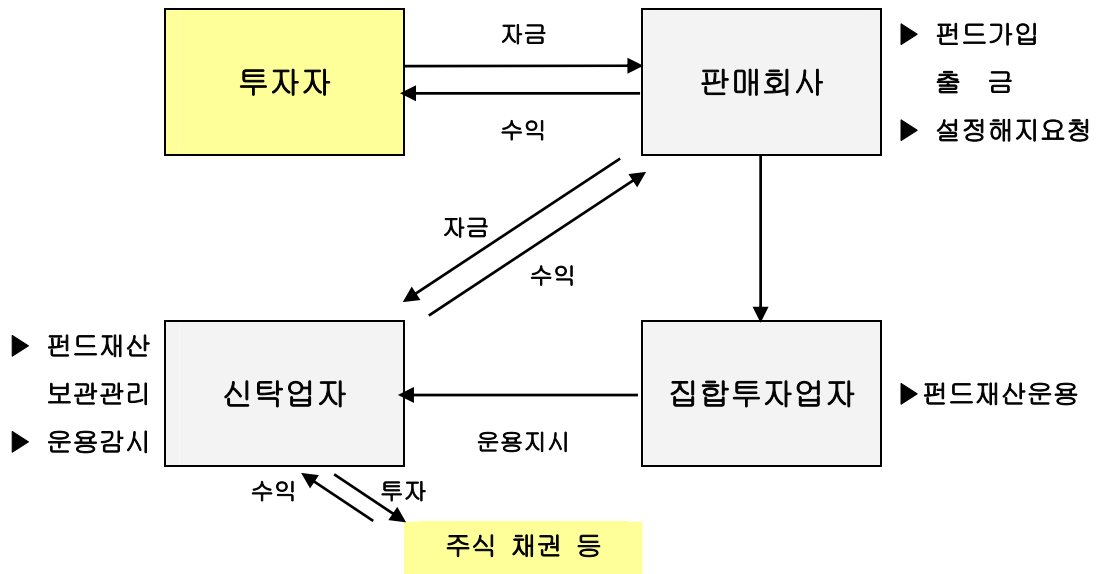 자금
투자자
판매회사
▶ 펀드가입
출 금
▶ 설정해지요청
수익
자금
수익
▶ 펀드재산
보관관리
▶ 운용감시
신탁업자
집합투자업자
▶펀드재산운용
운용지시
수익
투자
주식 채권 등